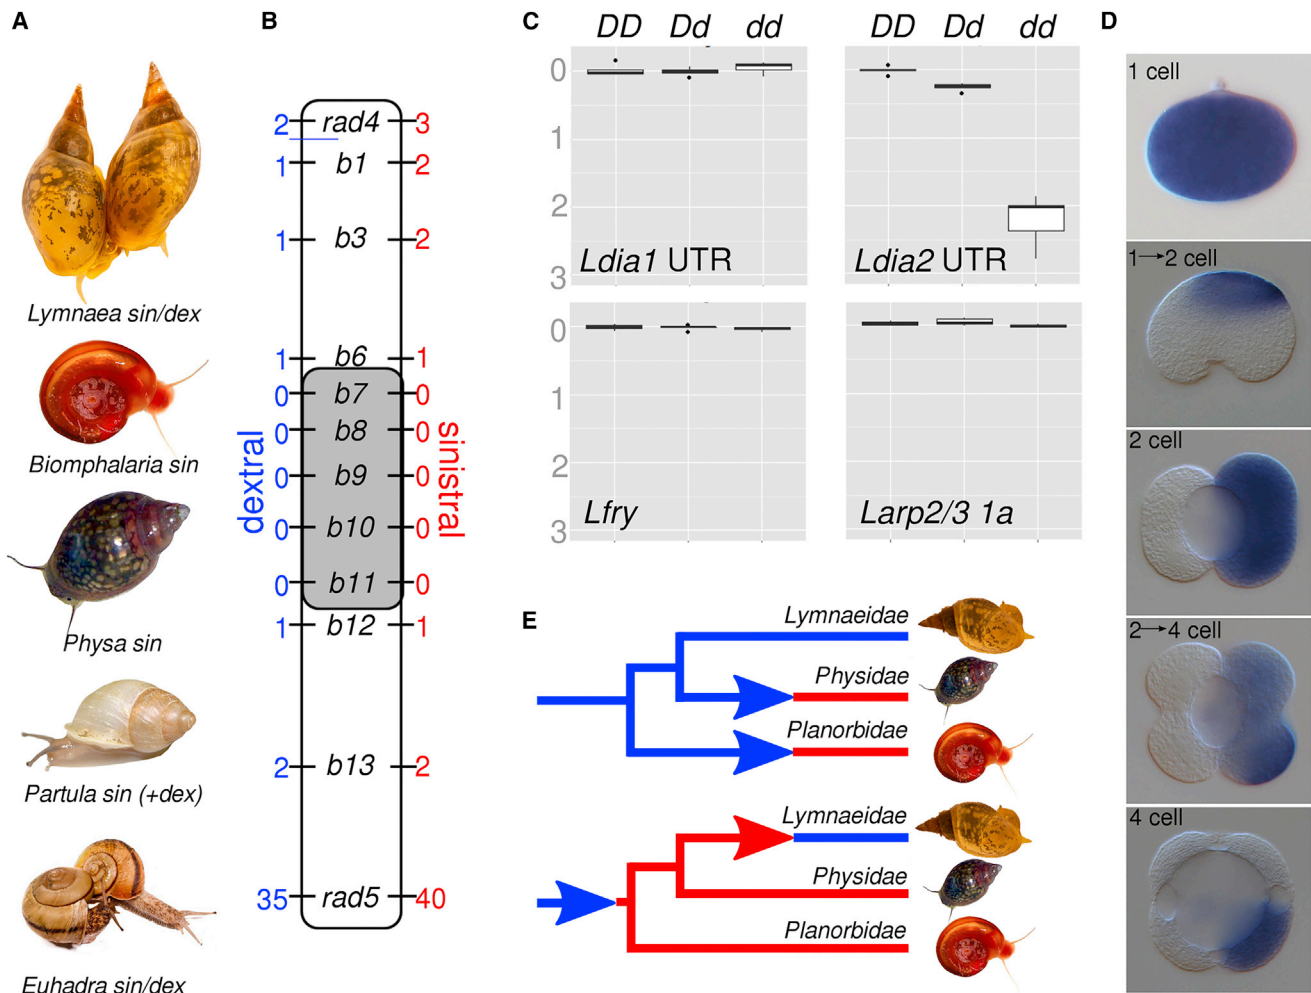 A
Lymnaea sin/dex
Biomphalaria sin
Physa sin
Partula sin (+dex)
Euhadra sin/dex
B
2 rad4 3
1 b1 2
1 b3 2
1 b6 1
0 b7 0
0 b8 0
0 b9 0
0 b10 0
0 b11 0
1 b12 1
2 b13 2
35 rad5 40
dextral
sinistral
C
DD Dd dd DD Dd dd
0
1
2
3
Ldia1 UTR Ldia2 UTR
0
1
2
3
Lfry Larp2/3 1a
D
1 cell
1→2 cell
2 cell
2→4 cell
4 cell
E
Lymnaeidae
Physidae
Planorbidae
Lymnaeidae
Physidae
Planorbidae